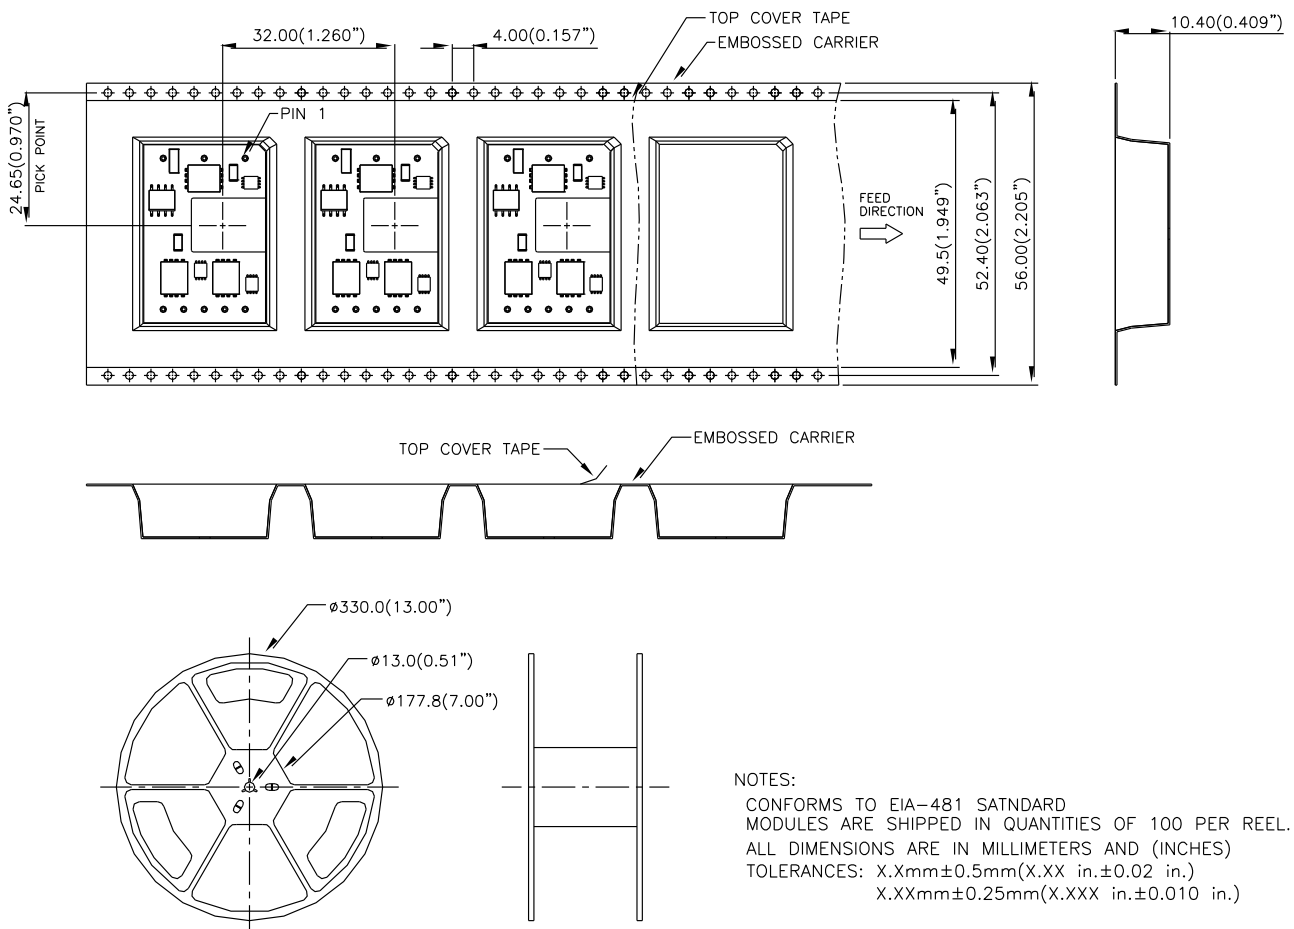 TOP COVER TAPE
EMBOSSED CARRIER
32.00(1.260")
4.00(0.157")
10.40(0.409")
24.65(0.970")
PICK POINT
PIN 1
FEED
DIRECTION
49.5(1.949")
52.40(2.063")
56.00(2.205")
TOP COVER TAPE
EMBOSSED CARRIER
ø330.0(13.00")
ø13.0(0.51")
ø177.8(7.00")
NOTES:
CONFORMS TO EIA-481 SATNDARD
MODULES ARE SHIPPED IN QUANTITIES OF 100 PER REEL.
ALL DIMENSIONS ARE IN MILLIMETERS AND (INCHES)
TOLERANCES: X.Xmm±0.5mm(X.XX in.±0.02 in.)
X.XXmm±0.25mm(X.XXX in.±0.010 in.)